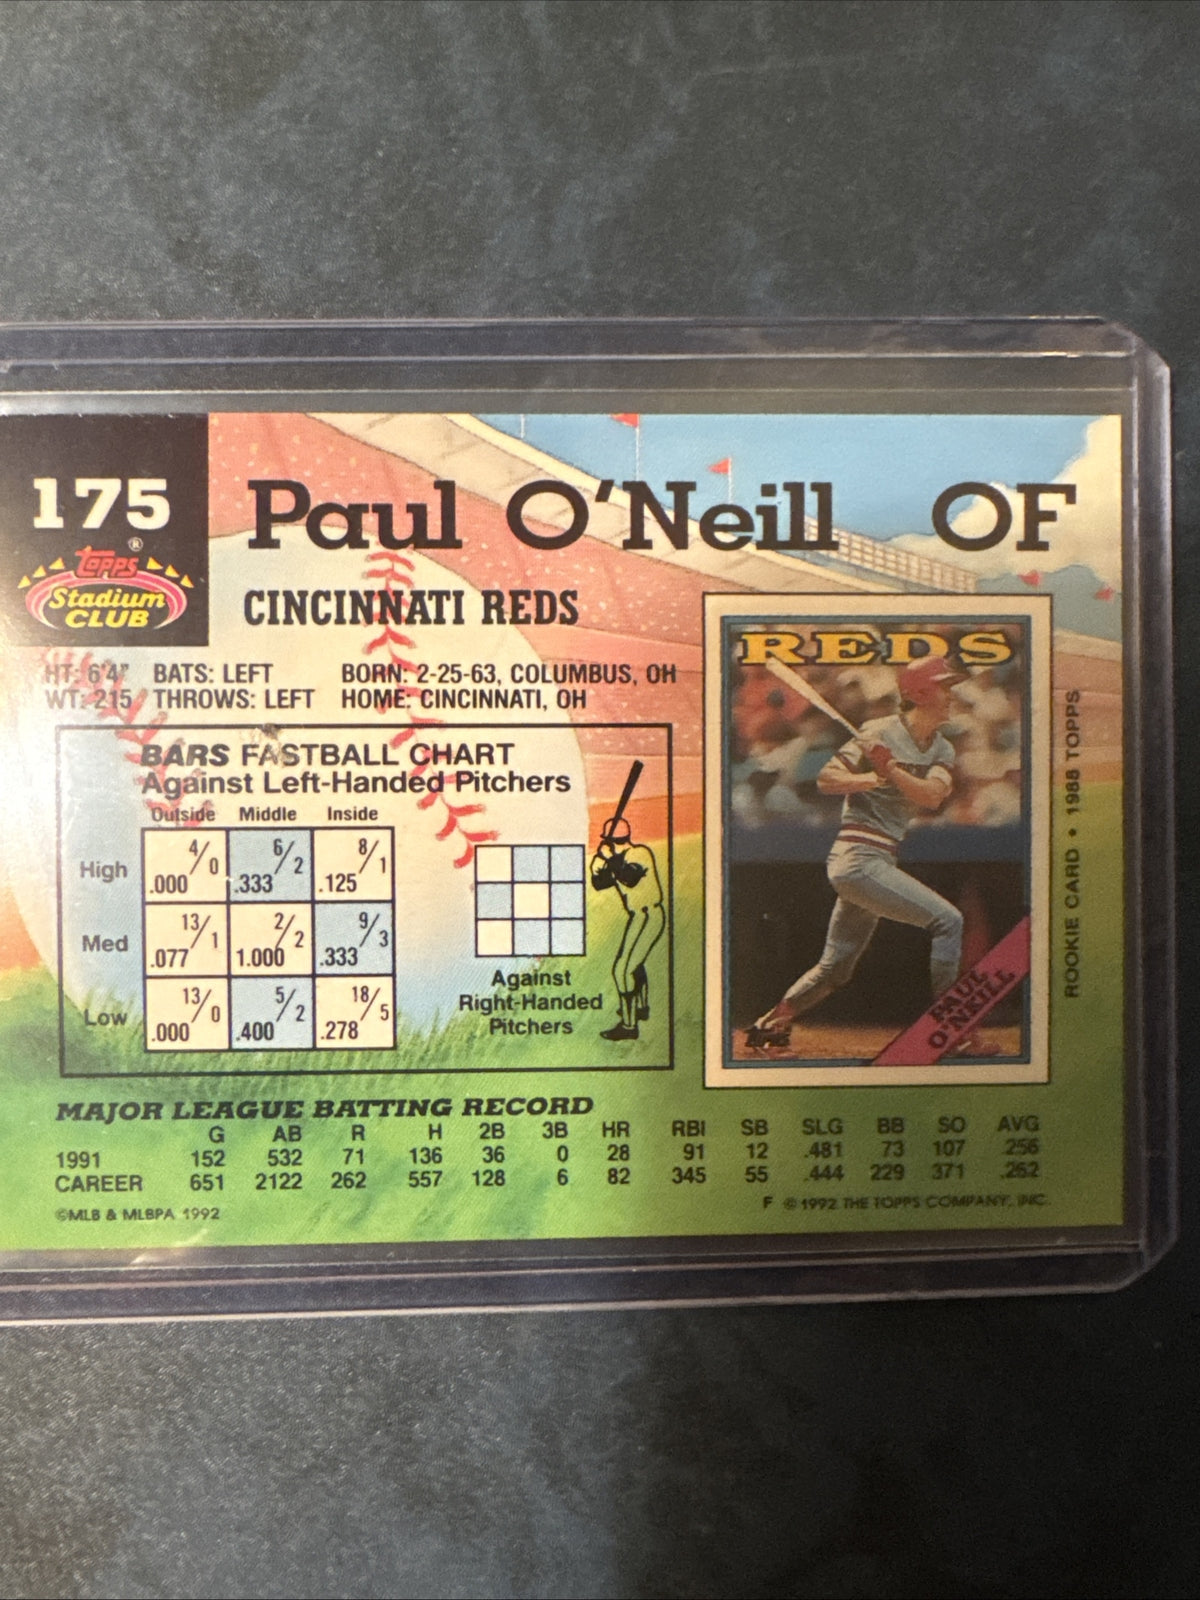 175
Paul O'Neill OF
Topps ®
Stadium
CLUB
CINCINNATI REDS
HT: 6'4" BATS: LEFT BORN: 2-25-63, COLUMBUS, OH
WT: 215 THROWS: LEFT HOME: CINCINNATI, OH
BARS FASTBALL CHART
Against Left-Handed Pitchers
Outside Middle Inside
High 4/0 .000 6/2 .333 8/1 .125
Med 13/1 .077 2/2 1.000 9/3 .333
Low 13/0 .000 5/2 .400 18/5 .278
Against
Right-Handed
Pitchers
REDS
PAUL
O'NEILL
Topps
ROOKIE CARD • 1988 TOPPS
MAJOR LEAGUE BATTING RECORD
G AB R H 2B 3B HR RBI SB SLG BB SO AVG
1991 152 532 71 136 36 0 28 91 12 .481 73 107 .256
CAREER 651 2122 262 557 128 6 82 345 55 .444 229 371 .262
©MLB & MLBPA 1992
F © 1992 THE TOPPS COMPANY, INC.